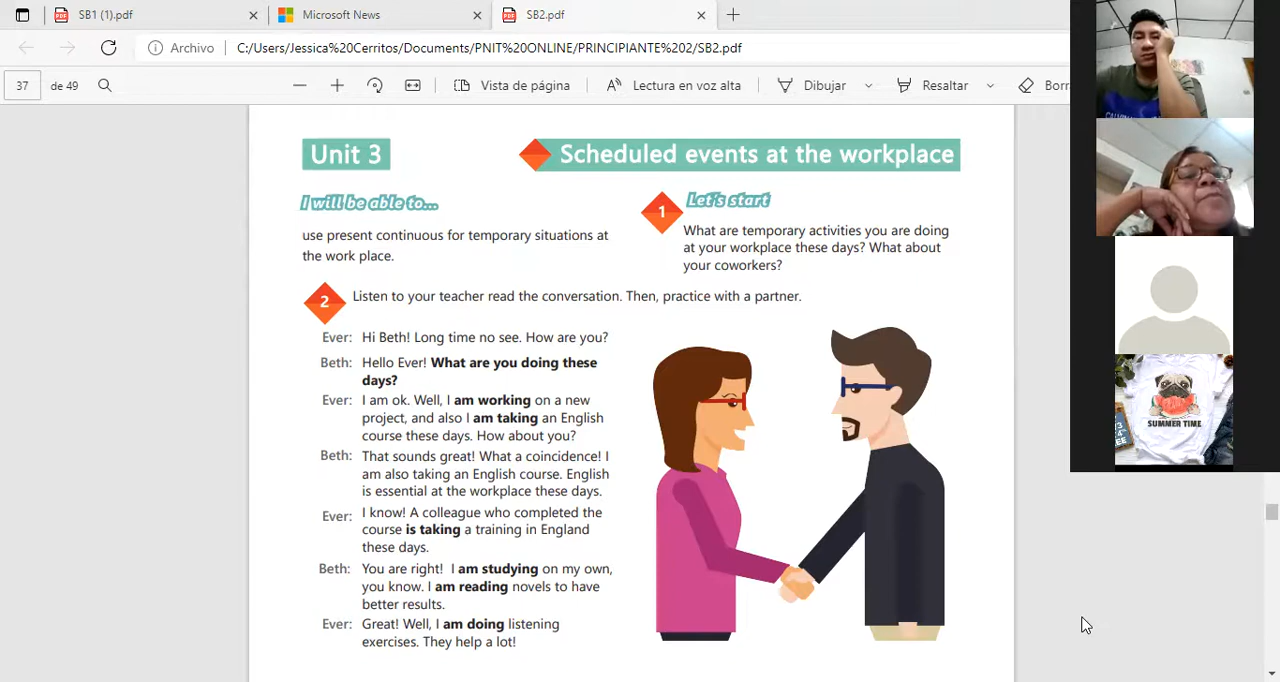 SB1 (1).pdf
Microsoft News
SB2.pdf
Archivo
C:/Users/Jessica%20Cerritos/Documents/PNIT%20ONLINE/PRINCIPIANTE%202/SB2.pdf
37 de 49
Vista de página
Lectura en voz alta
Dibujar
Resaltar
Borr
Unit 3
Scheduled events at the workplace
I will be able to...
use present continuous for temporary situations at
the work place.
1 Let's start
What are temporary activities you are doing
at your workplace these days? What about
your coworkers?
2 Listen to your teacher read the conversation. Then, practice with a partner.
Ever: Hi Beth! Long time no see. How are you?
Beth: Hello Ever! What are you doing these
days?
Ever: I am ok. Well, I am working on a new
project, and also I am taking an English
course these days. How about you?
Beth: That sounds great! What a coincidence! I
am also taking an English course. English
is essential at the workplace these days.
Ever: I know! A colleague who completed the
course is taking a training in England
these days.
Beth: You are right! I am studying on my own,
you know. I am reading novels to have
better results.
Ever: Great! Well, I am doing listening
exercises. They help a lot!
SUMMER TIME